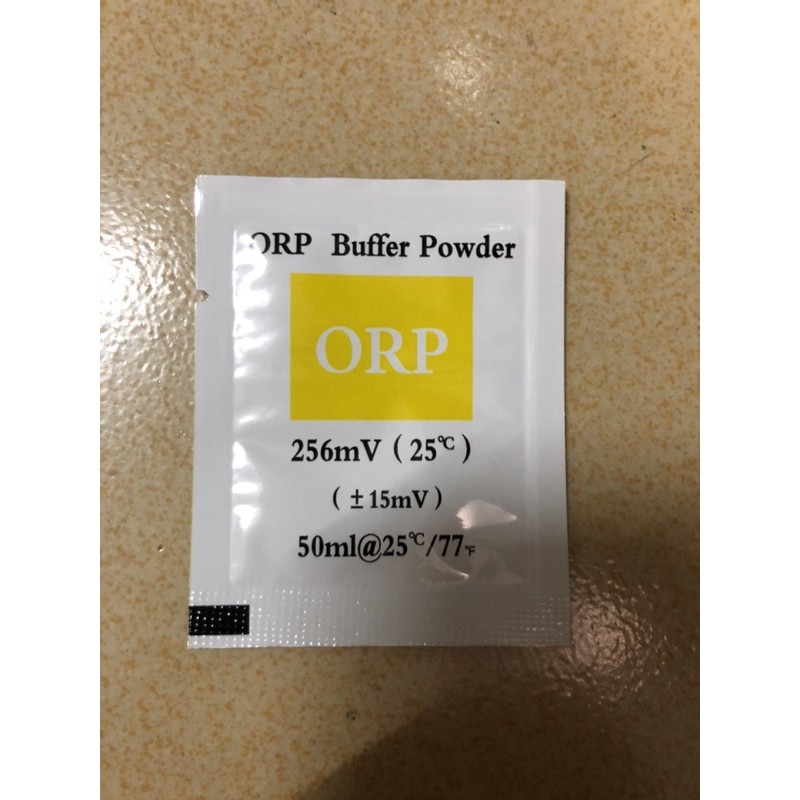 ORP Buffer Powder
ORP
256mV ( 25℃ )
( ±15mV )
50ml@25℃/77℉